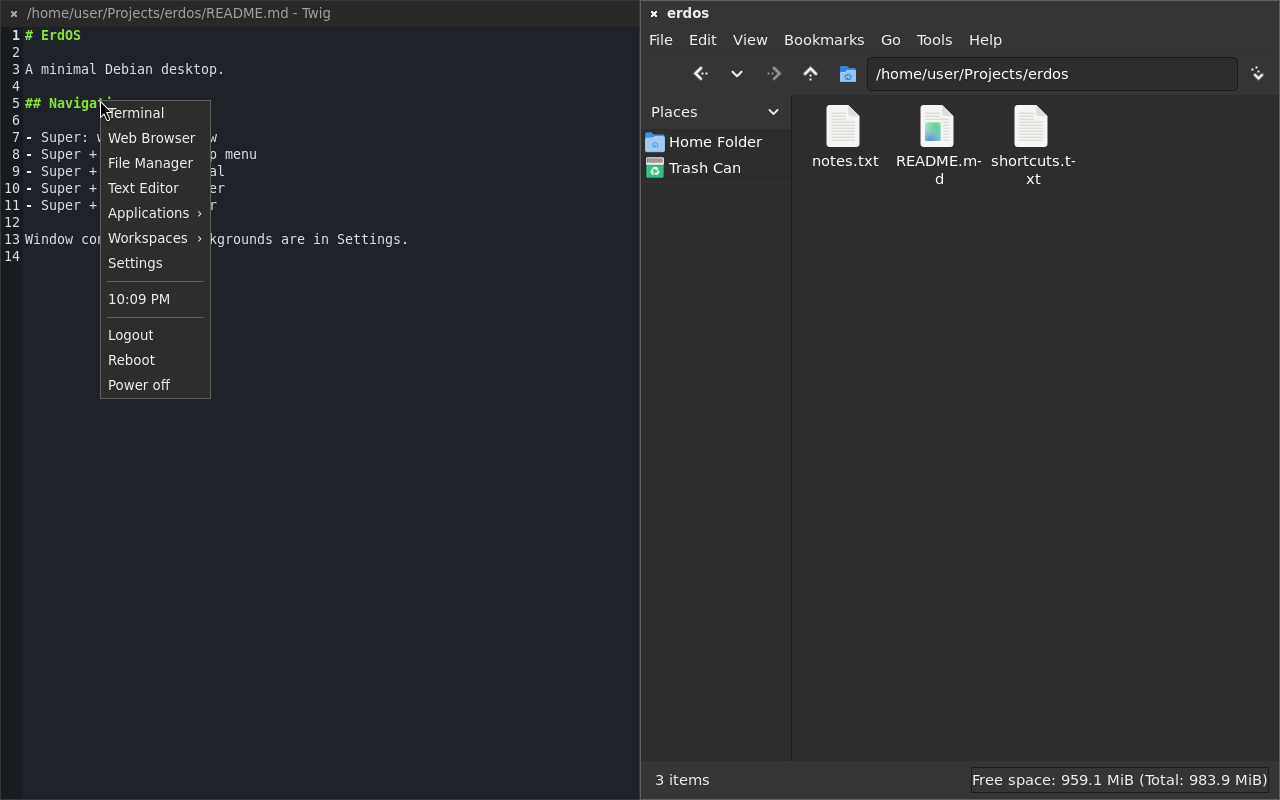 /home/user/Projects/erdos/README.md - Twig
1 # ErdOS
2
3 A minimal Debian desktop.
4
5 ## Navigati
6
7 - Super: w
8 - Super + p menu
9 - Super + al
10 - Super + er
11 - Super + r
12
13 Window con kgrounds are in Settings.
14
Terminal
Web Browser
File Manager
Text Editor
Applications ›
Workspaces ›
Settings
10:09 PM
Logout
Reboot
Power off
erdos
File Edit View Bookmarks Go Tools Help
/home/user/Projects/erdos
Places
Home Folder
Trash Can
notes.txt
README.m-
d
shortcuts.t-
xt
3 items
Free space: 959.1 MiB (Total: 983.9 MiB)